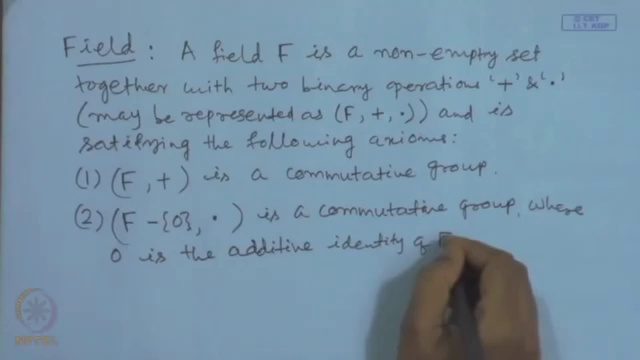 Field : A field F is a non-empty set
together with two binary operations '+' & '·'
(may be represented as (F, +, ·)) and is
satisfying the following axioms:
(1) (F, +) is a commutative group.
(2) (F - {0}, ·) is a commutative group, where
0 is the additive identity of F
© CET
I.I.T. KGP
NPTEL